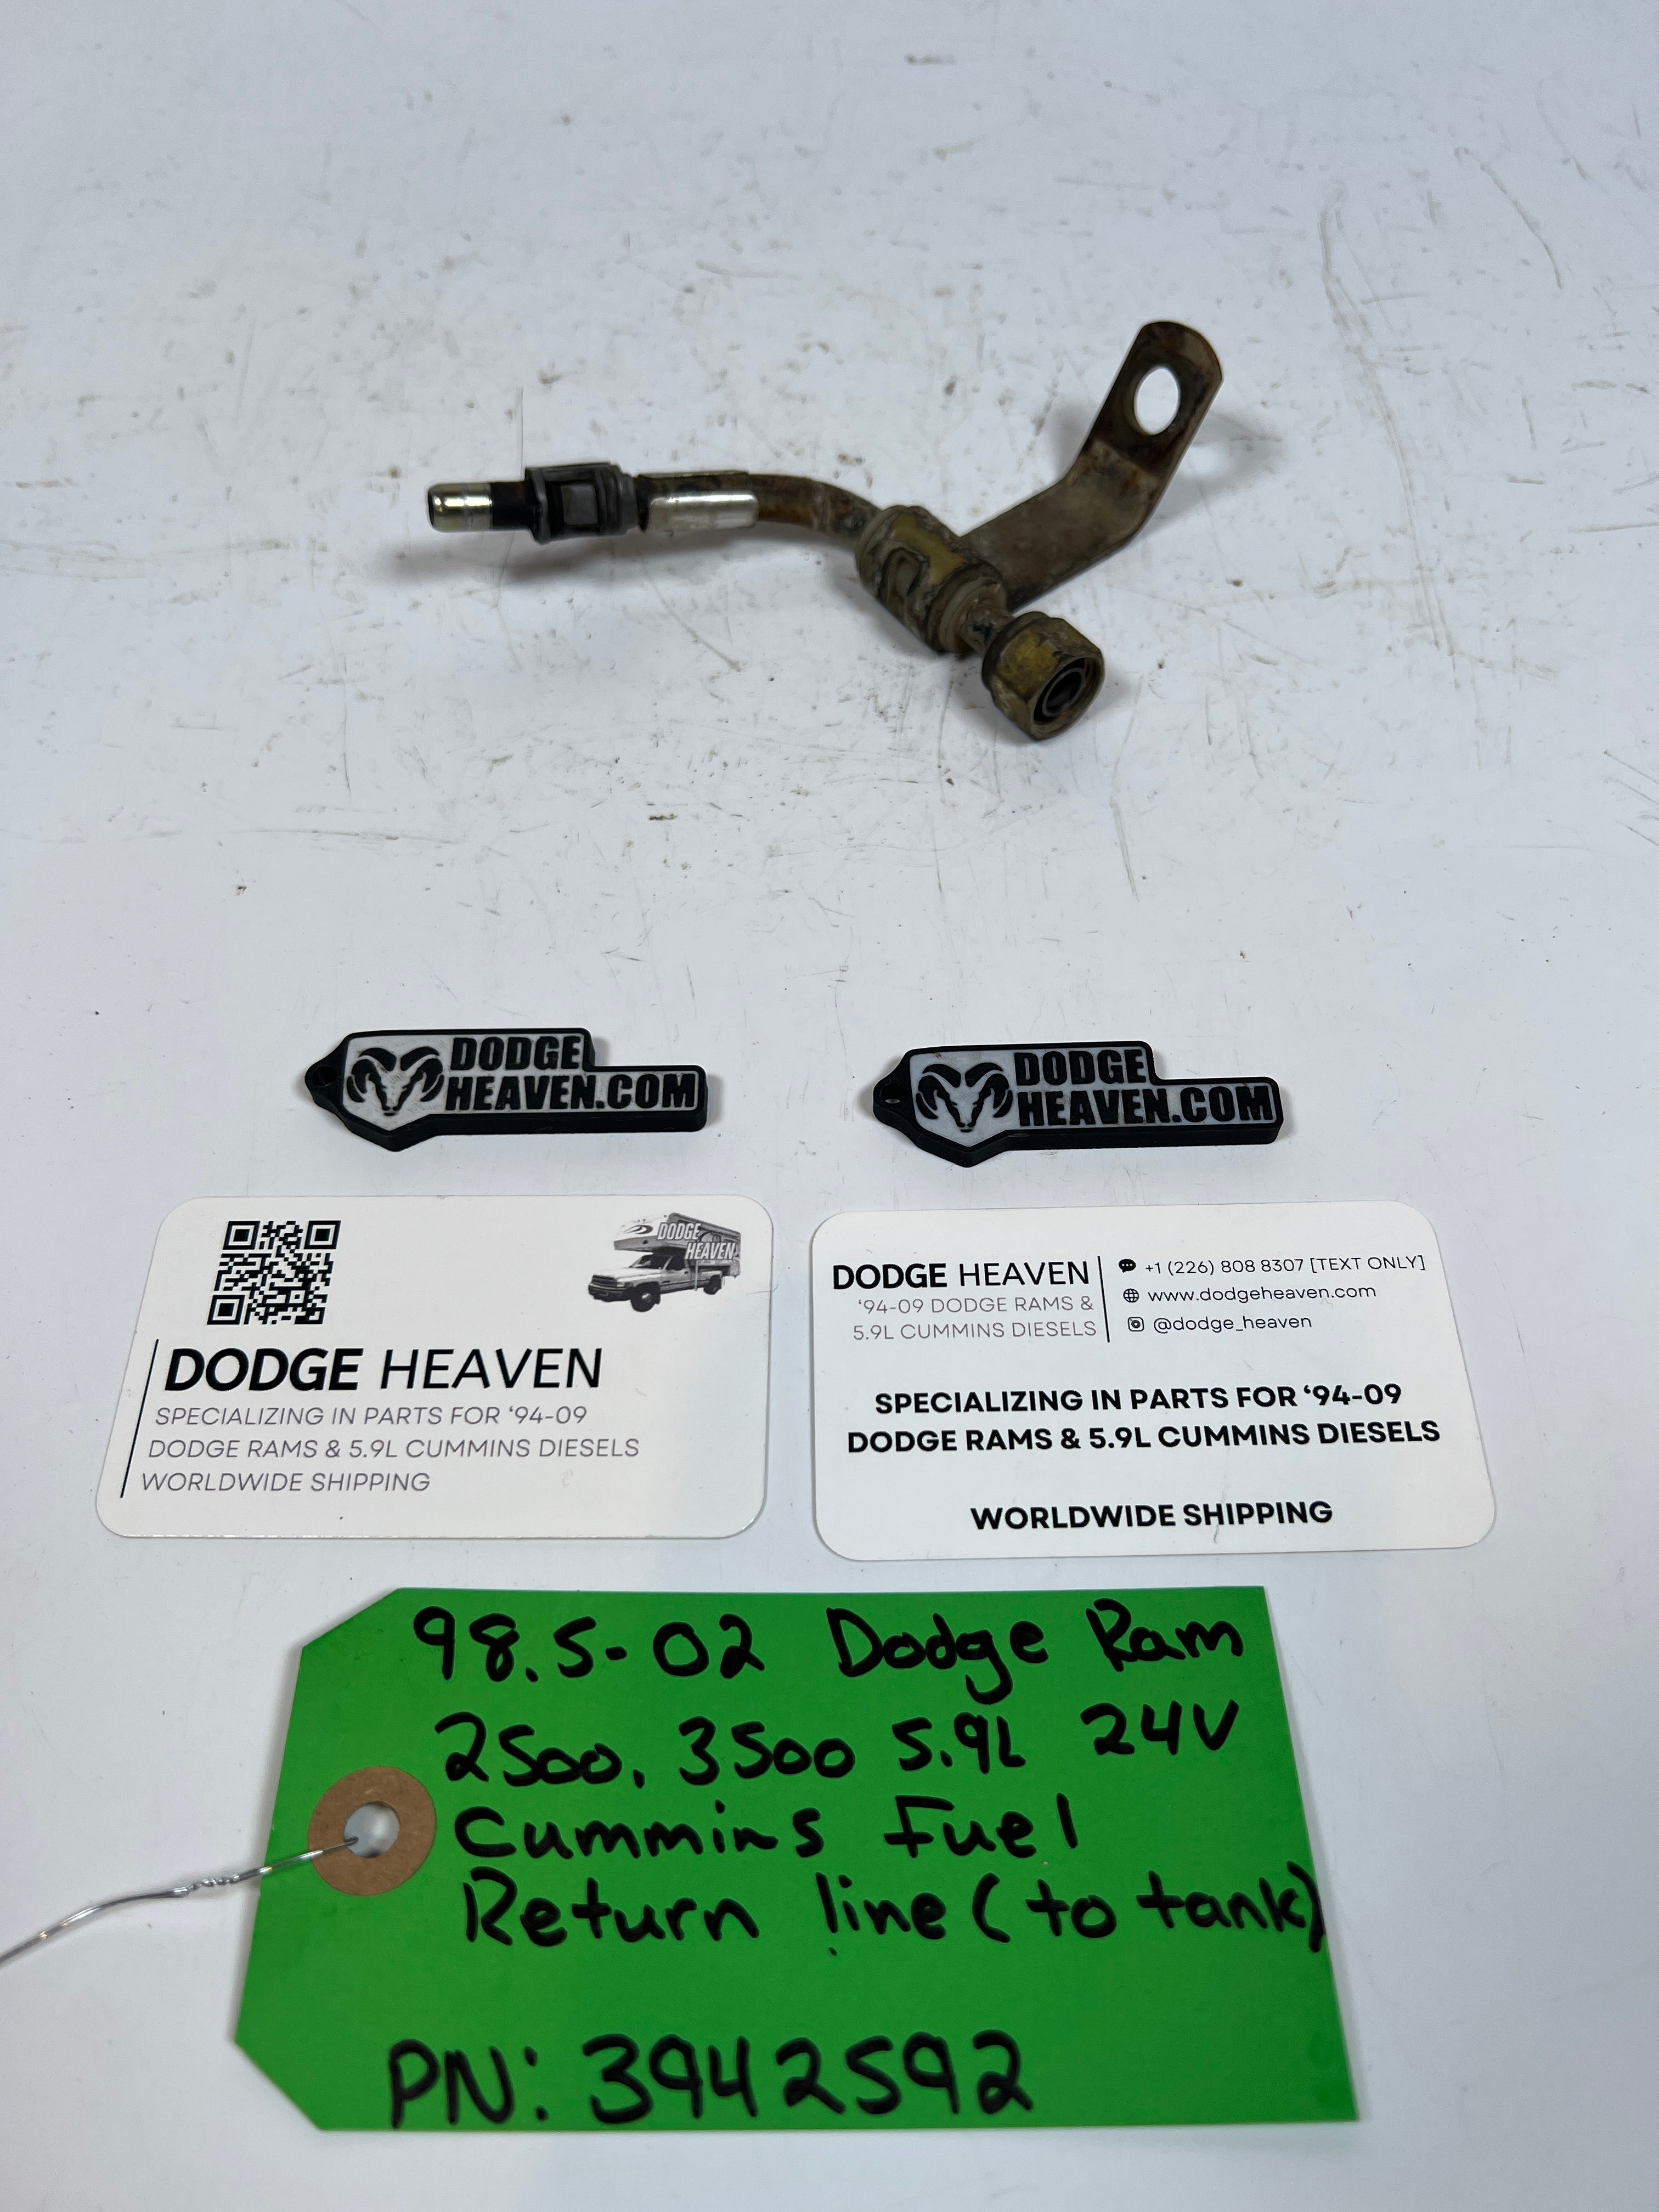 DODGE
HEAVEN.COM
DODGE
HEAVEN.COM
DODGE
HEAVEN
DODGE HEAVEN
SPECIALIZING IN PARTS FOR ‘94-09
DODGE RAMS & 5.9L CUMMINS DIESELS
WORLDWIDE SHIPPING
DODGE HEAVEN
‘94-09 DODGE RAMS &
5.9L CUMMINS DIESELS
+1 (226) 808 8307 [TEXT ONLY]
www.dodgeheaven.com
@dodge_heaven
SPECIALIZING IN PARTS FOR ‘94-09
DODGE RAMS & 5.9L CUMMINS DIESELS
WORLDWIDE SHIPPING
98.5-02 Dodge Ram
2500, 3500 5.9L 24V
Cummins Fuel
Return line (to tank)
PN: 3942592